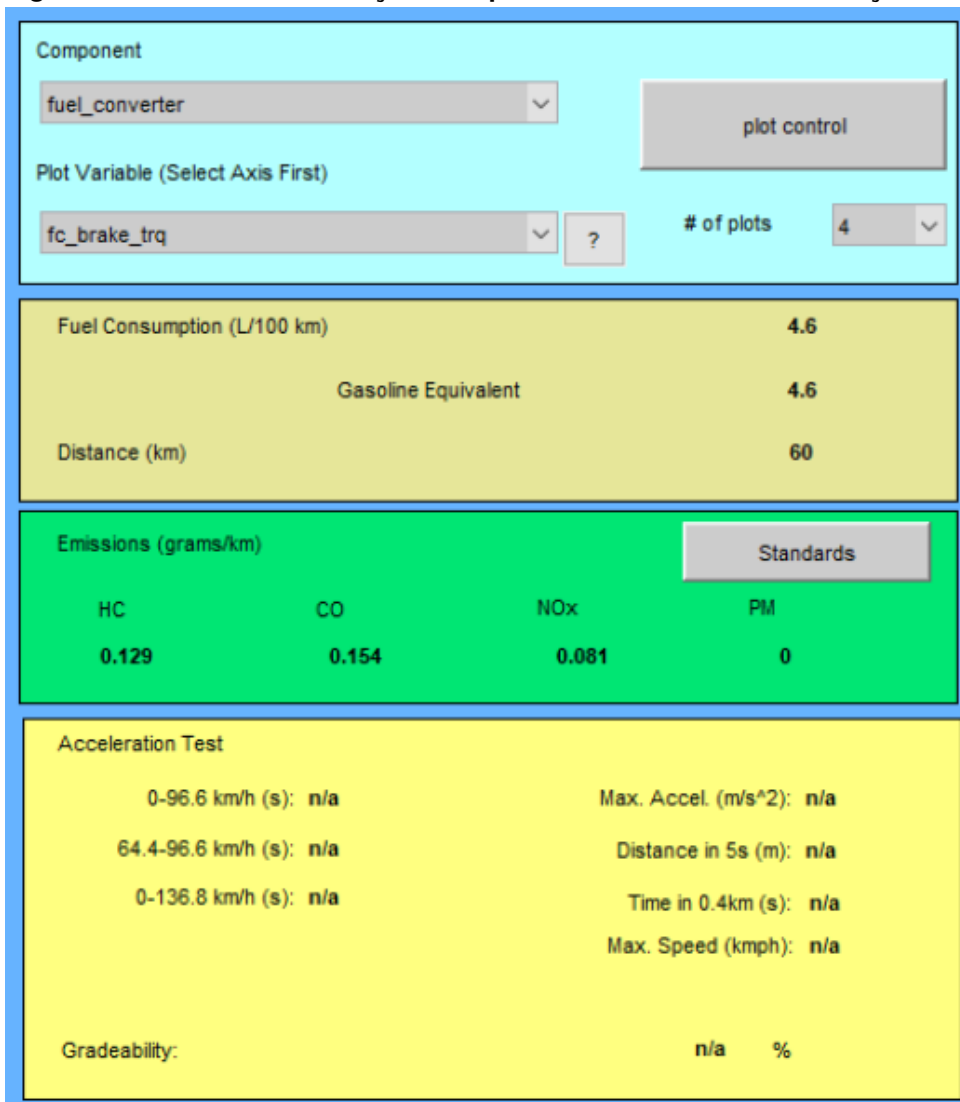 Component
fuel_converter
plot control
Plot Variable (Select Axis First)
fc_brake_trq
?
# of plots
4
Fuel Consumption (L/100 km) 4.6
Gasoline Equivalent 4.6
Distance (km) 60
Emissions (grams/km)
Standards
HC CO NOx PM
0.129 0.154 0.081 0
Acceleration Test
0-96.6 km/h (s): n/a
Max. Accel. (m/s^2): n/a
64.4-96.6 km/h (s): n/a
Distance in 5s (m): n/a
0-136.8 km/h (s): n/a
Time in 0.4km (s): n/a
Max. Speed (kmph): n/a
Gradeability: n/a %